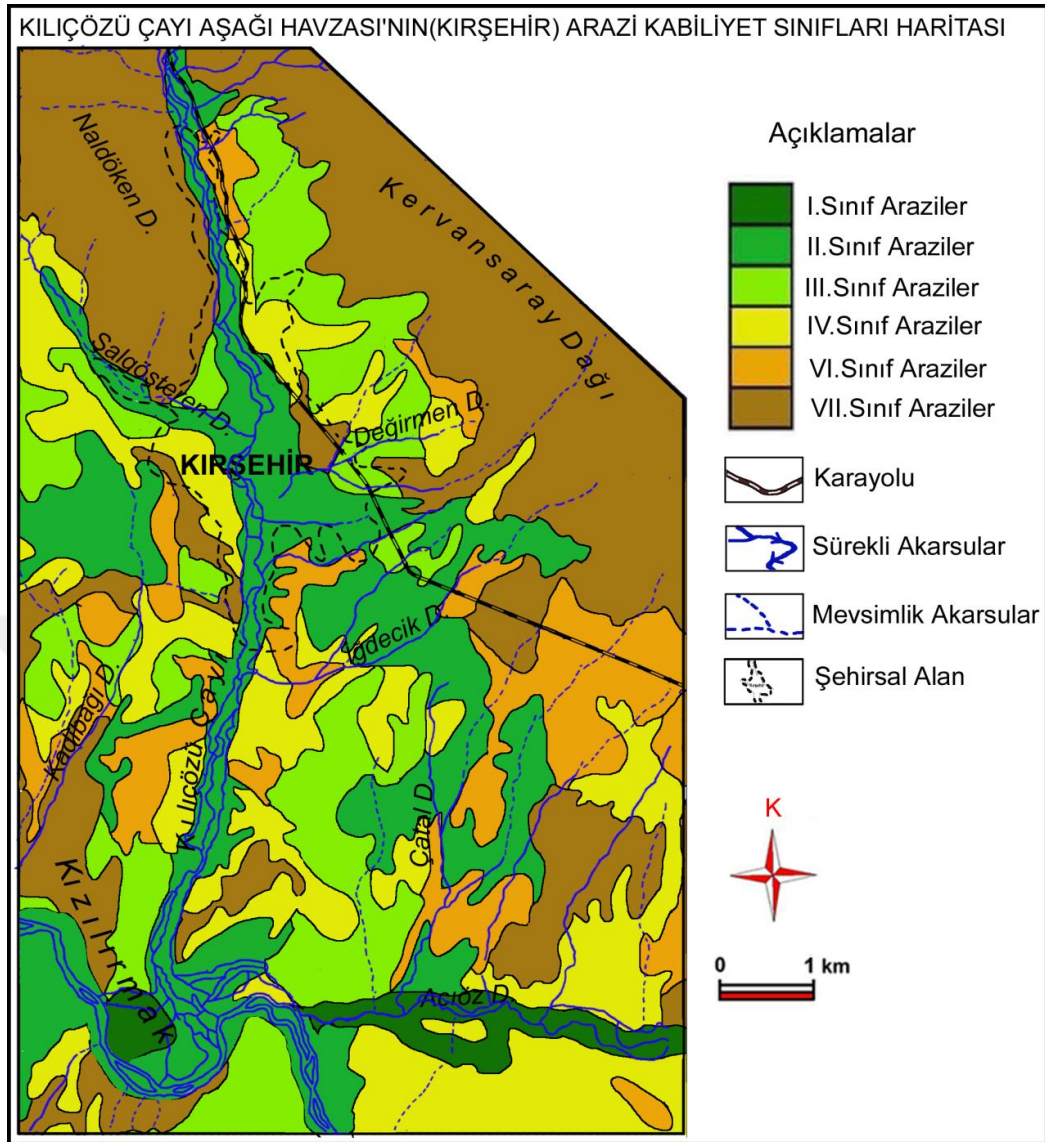 KILIÇÖZÜ ÇAYI AŞAĞI HAVZASI'NIN(KIRŞEHİR) ARAZİ KABİLİYET SINIFLARI HARİTASI
Naldöken D.
Kervansaray Dağı
Salgösteren D.
Değirmen D.
KIRŞEHİR
İğdecik D.
Kadıbağı D.
Kılıçözü Çayı
Çatal D.
Kızılırmak
Acıöz D.
Açıklamalar
I.Sınıf Araziler
II.Sınıf Araziler
III.Sınıf Araziler
IV.Sınıf Araziler
VI.Sınıf Araziler
VII.Sınıf Araziler
Karayolu
Sürekli Akarsular
Mevsimlik Akarsular
Şehirsal Alan
K
0 1 km